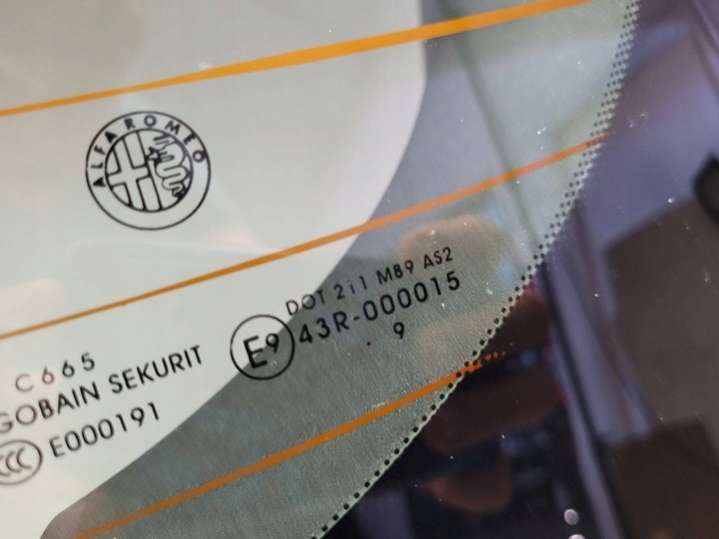 ALFA ROMEO
DOT 211 M89 AS2
E9 43R-000015
. 9
C665
GOBAIN SEKURIT
CCC E000191